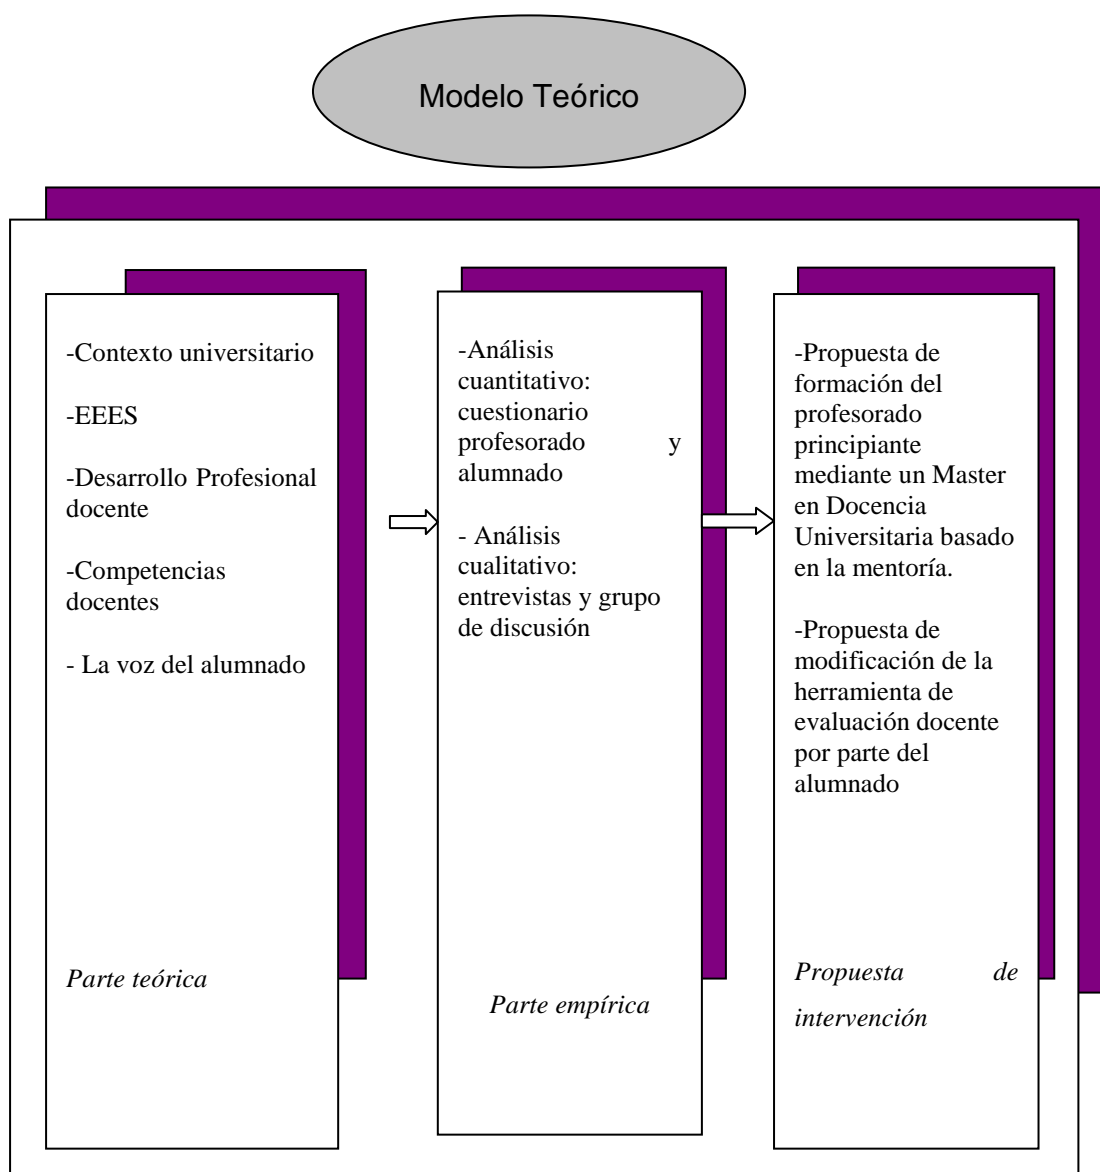 Modelo Teórico
-Contexto universitario
-EEES
-Desarrollo Profesional
docente
-Competencias
docentes
- La voz del alumnado
Parte teórica
-Análisis
cuantitativo:
cuestionario
profesorado y
alumnado
- Análisis
cualitativo:
entrevistas y grupo
de discusión
Parte empírica
-Propuesta de
formación del
profesorado
principiante
mediante un Master
en Docencia
Universitaria basado
en la mentoría.
-Propuesta de
modificación de la
herramienta de
evaluación docente
por parte del
alumnado
Propuesta de
intervención